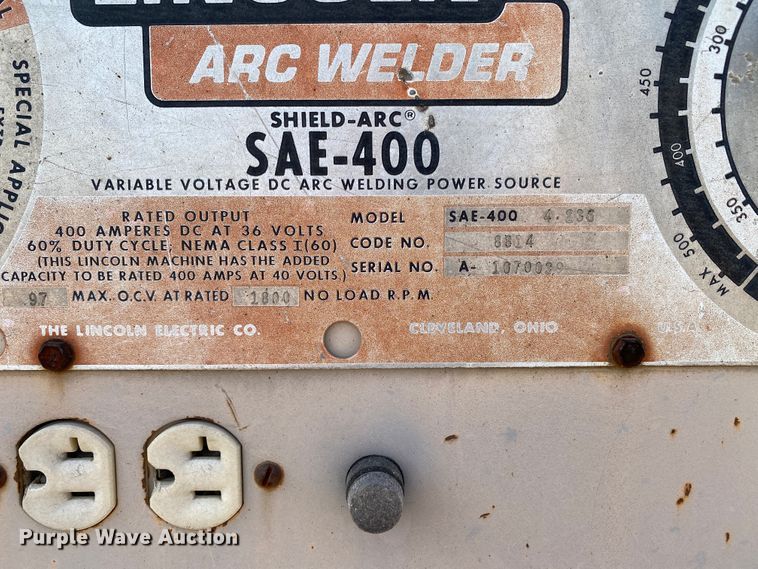 LINCOLN
ARC WELDER
SHIELD-ARC®
SAE-400
VARIABLE VOLTAGE DC ARC WELDING POWER SOURCE
RATED OUTPUT
400 AMPERES DC AT 36 VOLTS
60% DUTY CYCLE, NEMA CLASS I(60)
(THIS LINCOLN MACHINE HAS THE ADDED
CAPACITY TO BE RATED 400 AMPS AT 40 VOLTS.)
MODEL SAE-400 4.236
CODE NO. 8814
SERIAL NO. A-
97 MAX. O.C.V. AT RATED 1800 NO LOAD R.P.M.
THE LINCOLN ELECTRIC CO. CLEVELAND, OHIO U.S.A.
SPECIAL
450
400
MAX 500
300
350
Purple Wave Auction